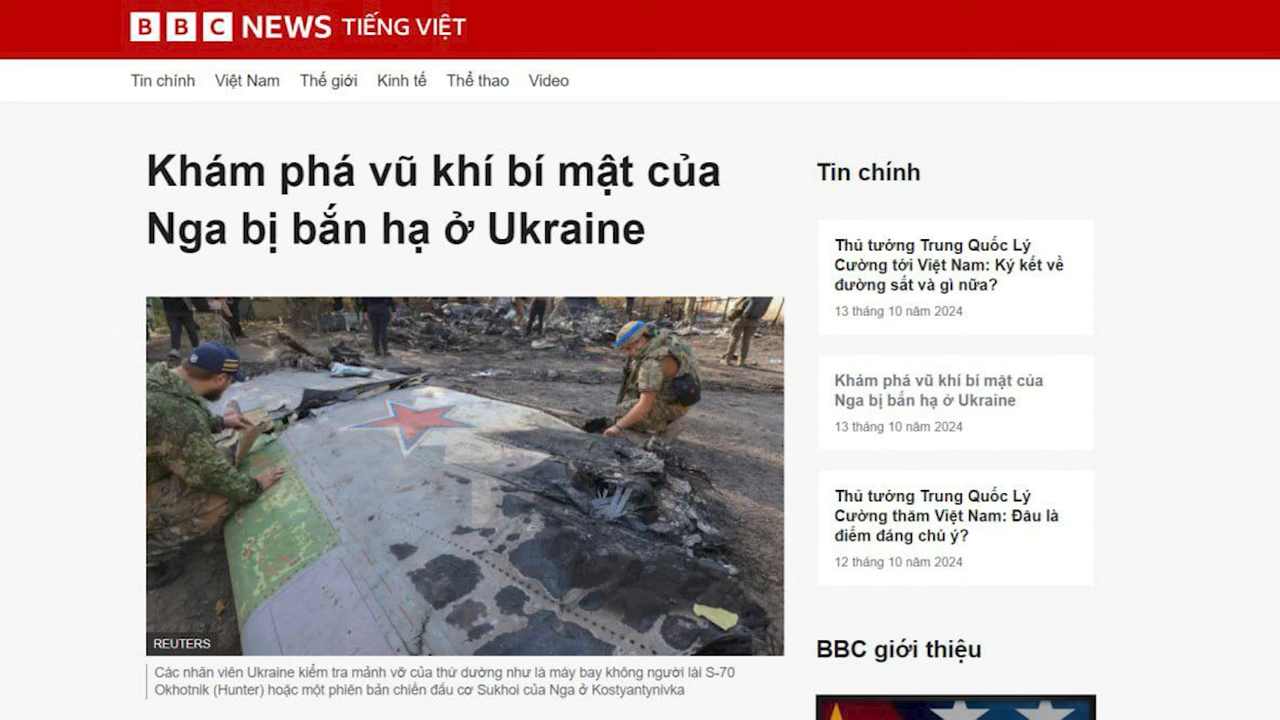 BBC NEWS TIẾNG VIỆT
Tin chính Việt Nam Thế giới Kinh tế Thể thao Video
Khám phá vũ khí bí mật của
Nga bị bắn hạ ở Ukraine
REUTERS
Các nhân viên Ukraine kiểm tra mảnh vỡ của thứ dường như là máy bay không người lái S-70
Okhotnik (Hunter) hoặc một phiên bản chiến đấu cơ Sukhoi của Nga ở Kostyantynivka
Tin chính
Thủ tướng Trung Quốc Lý
Cường tới Việt Nam: Ký kết về
đường sắt và gì nữa?
13 tháng 10 năm 2024
Khám phá vũ khí bí mật của
Nga bị bắn hạ ở Ukraine
13 tháng 10 năm 2024
Thủ tướng Trung Quốc Lý
Cường thăm Việt Nam: Đâu là
điểm đáng chú ý?
12 tháng 10 năm 2024
BBC giới thiệu